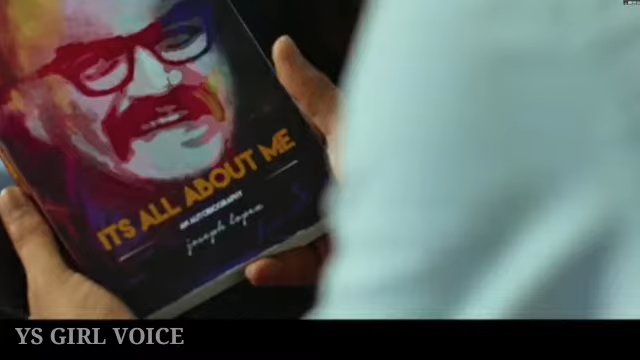 ITS ALL ABOUT ME
AN AUTOBIOGRAPHY
joseph lopez
YS GIRL VOICE